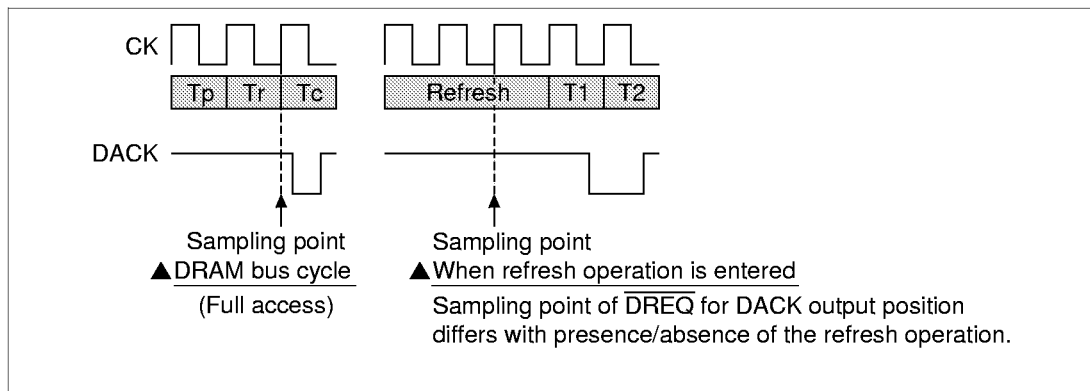 CK
Tp Tr Tc
Refresh T1 T2
DACK
Sampling point
▲DRAM bus cycle
(Full access)
Sampling point
▲When refresh operation is entered
Sampling point of DREQ for DACK output position
differs with presence/absence of the refresh operation.